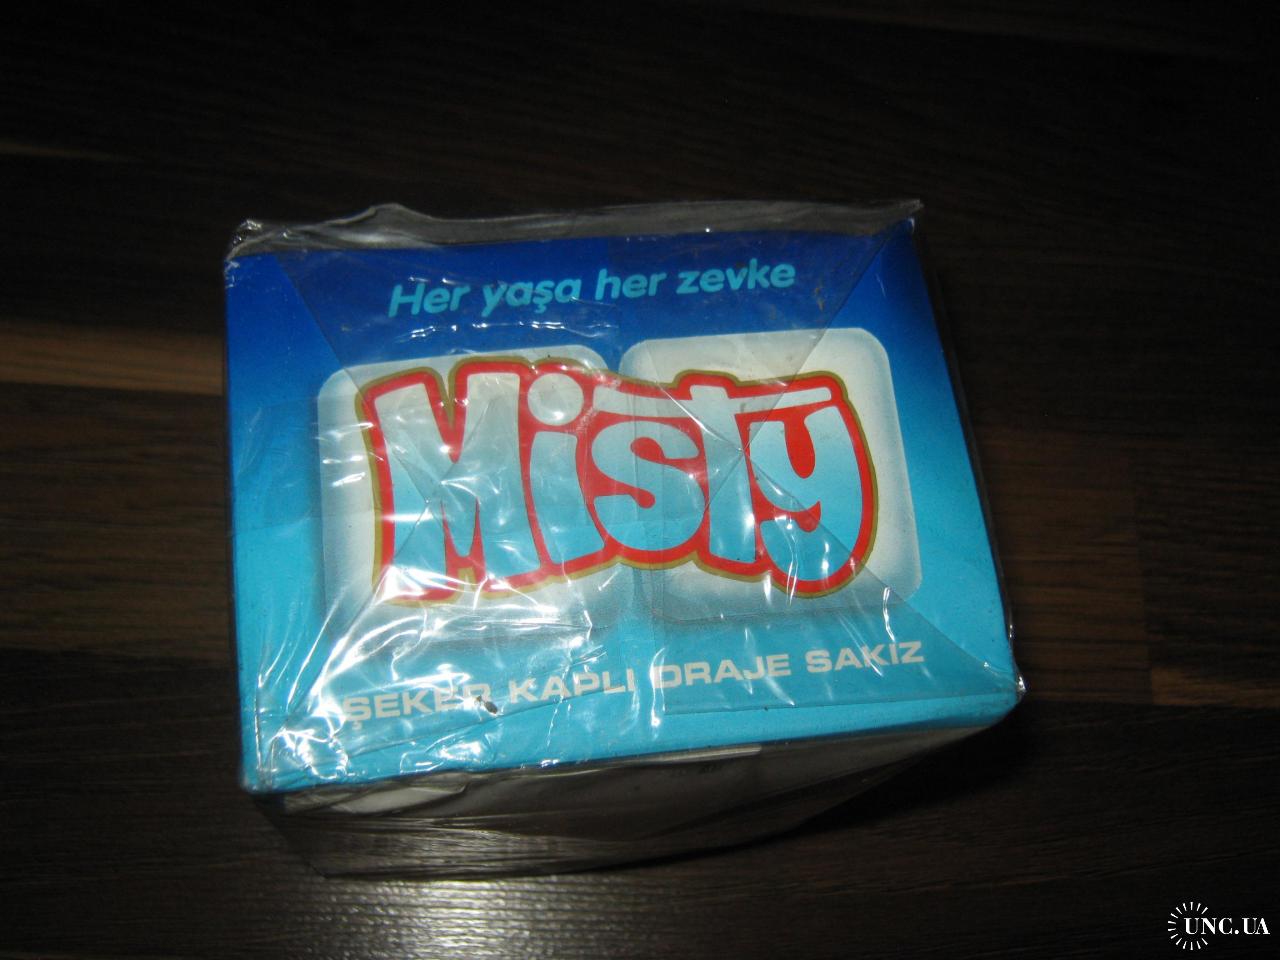 Her yaşa her zevke
Misty
ŞEKER KAPLI DRAJE SAKIZ
UNC.UA